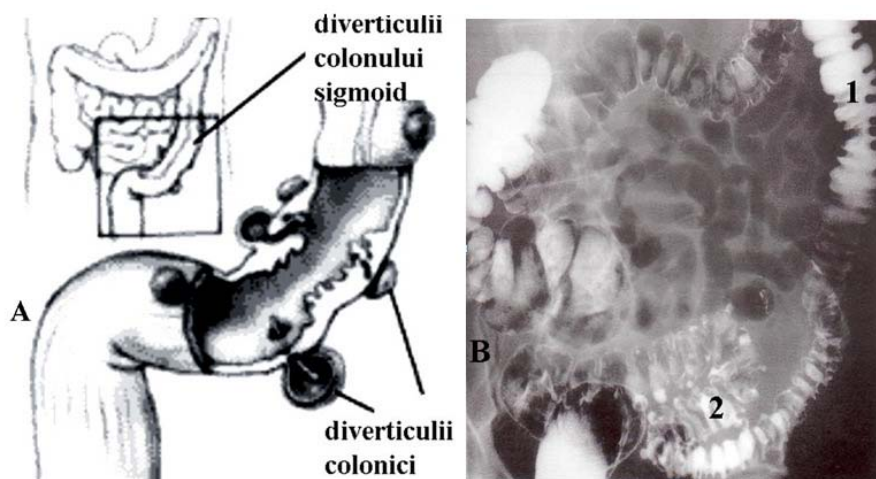 diverticulii
colonului
sigmoid
A
diverticulii
colonici
1
B
2